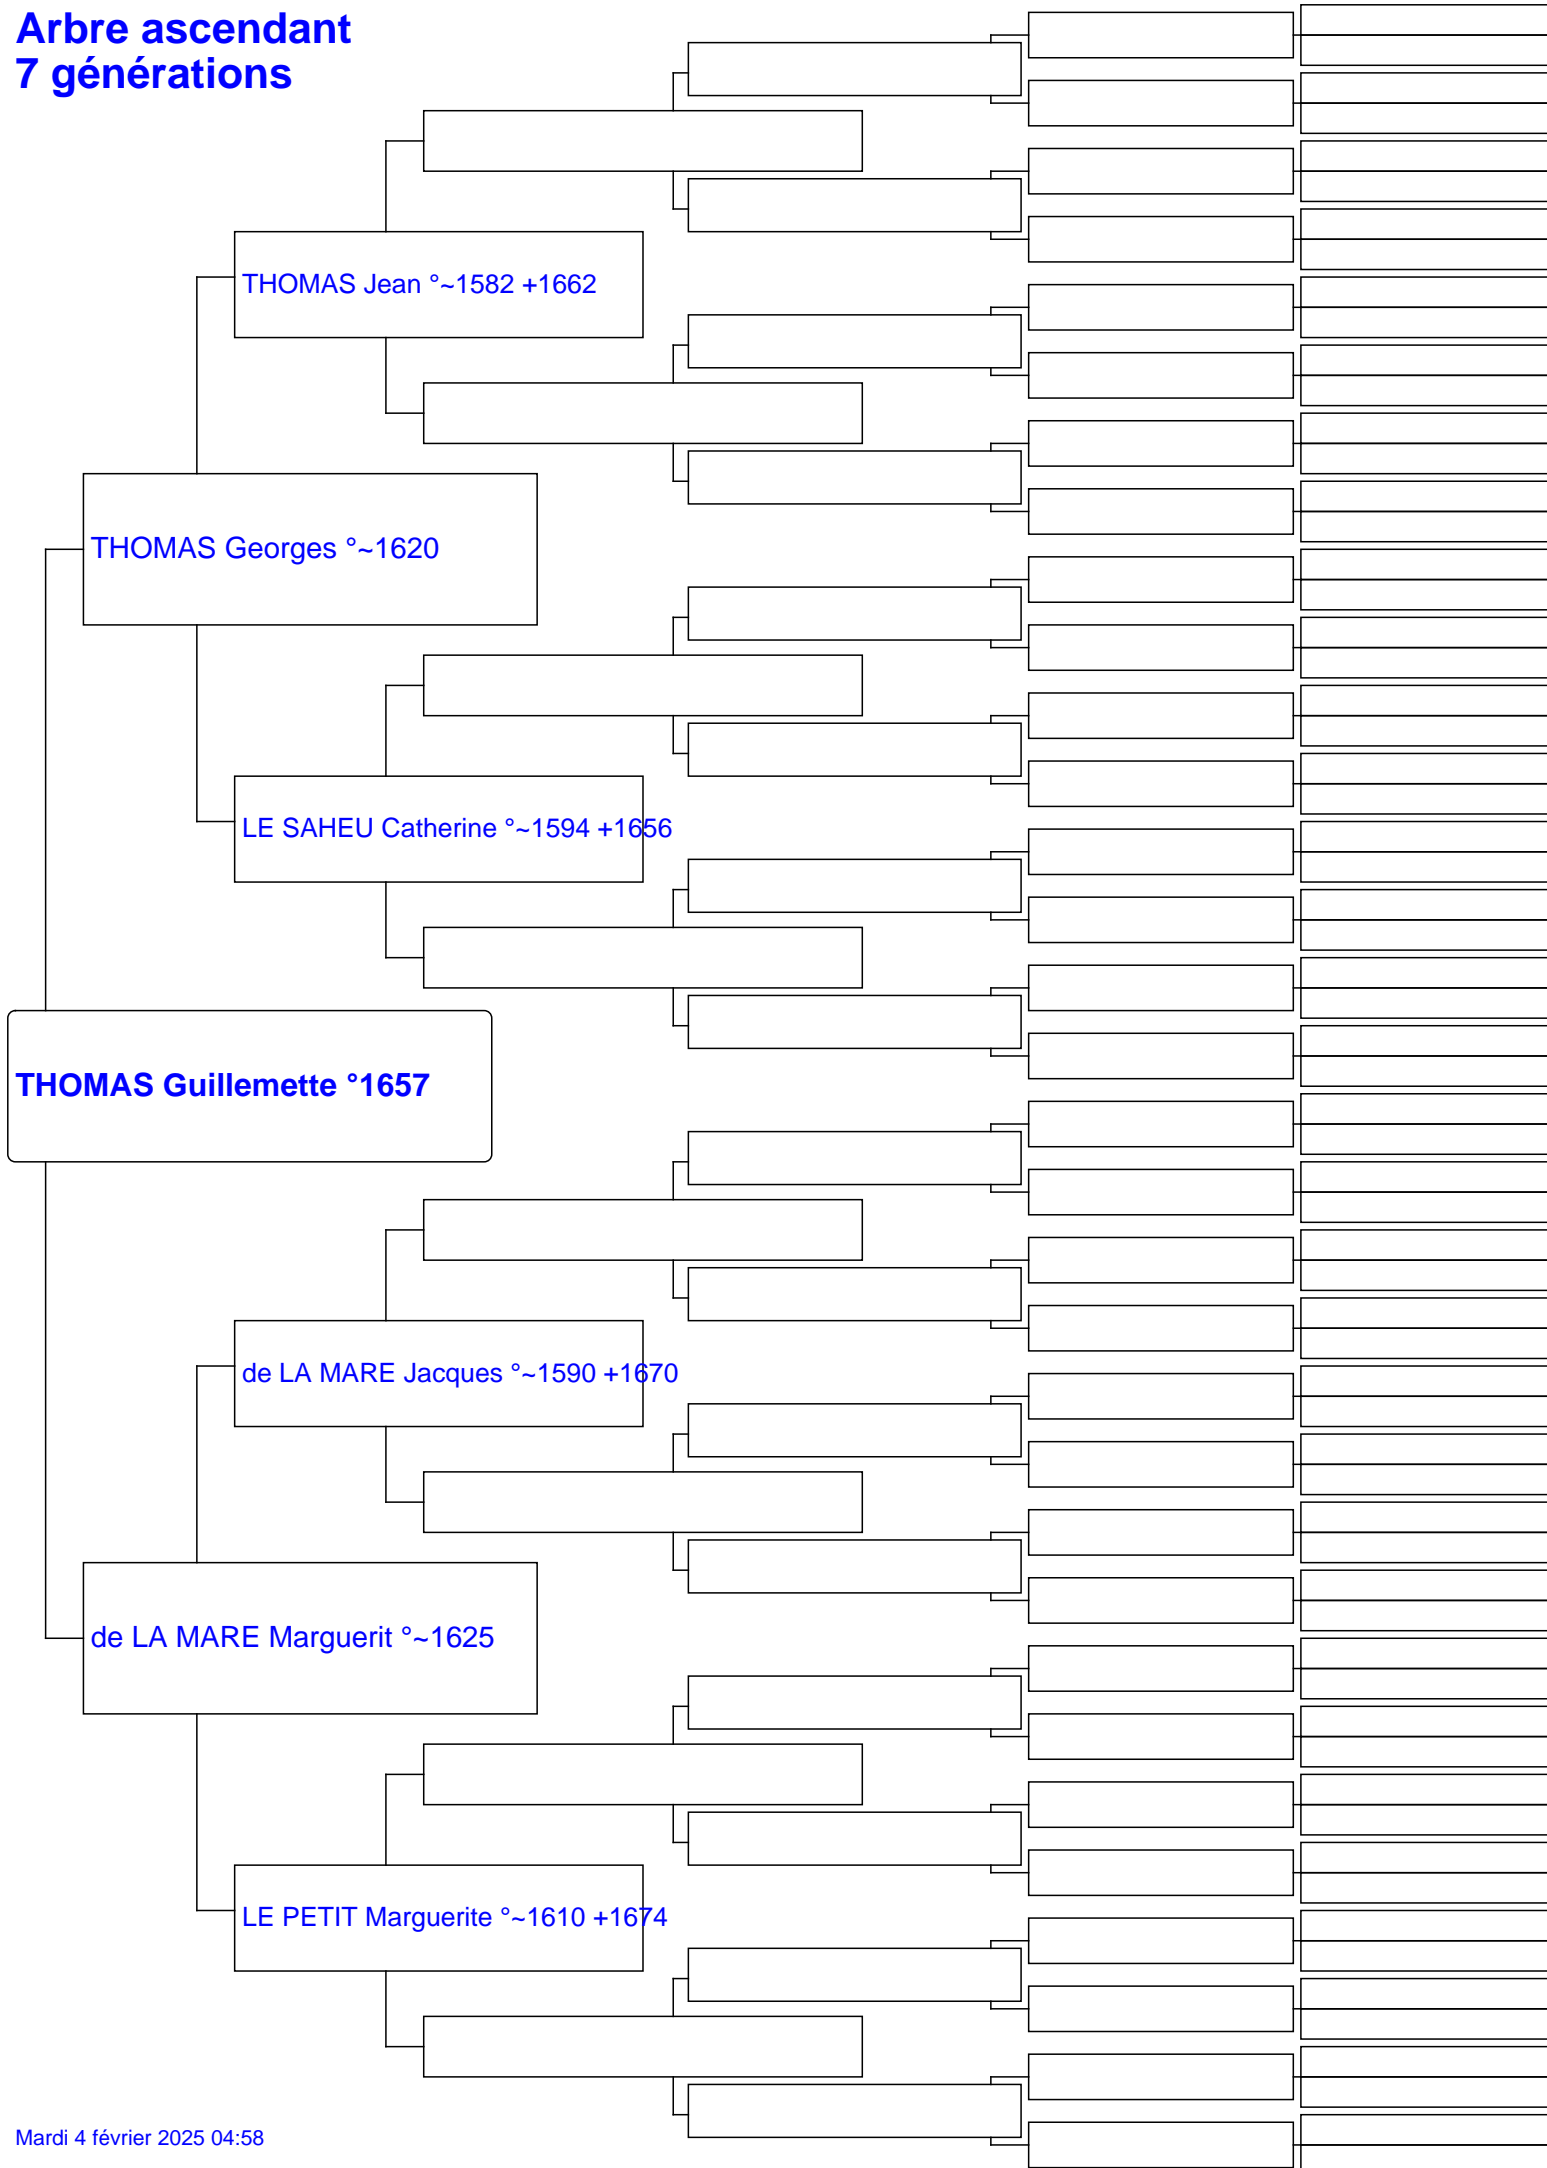 Arbre ascendant
7 générations
THOMAS Jean °~1582 +1662
THOMAS Georges °~1620
LE SAHEU Catherine °~1594 +1656
THOMAS Guillemette °1657
de LA MARE Jacques °~1590 +1670
de LA MARE Marguerit °~1625
LE PETIT Marguerite °~1610 +1674
Mardi 4 février 2025 04:58